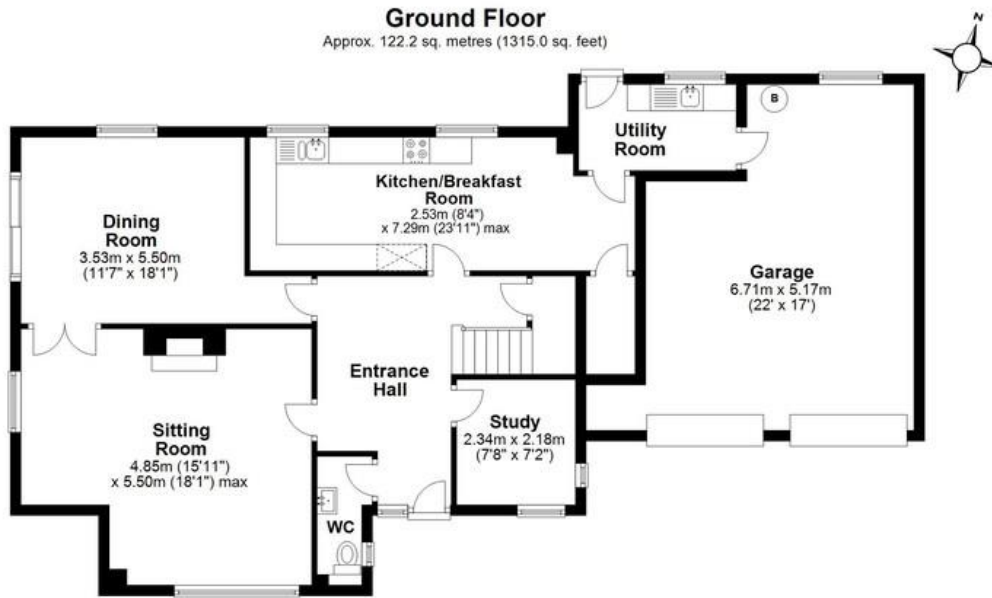 Ground Floor
Approx. 122.2 sq. metres (1315.0 sq. feet)
N
B
Utility
Room
Kitchen/Breakfast
Room
2.53m (8'4")
x 7.29m (23'11") max
Dining
Room
3.53m x 5.50m
(11'7" x 18'1")
Garage
6.71m x 5.17m
(22' x 17')
Entrance
Hall
Study
2.34m x 2.18m
(7'8" x 7'2")
Sitting
Room
4.85m (15'11")
x 5.50m (18'1") max
WC